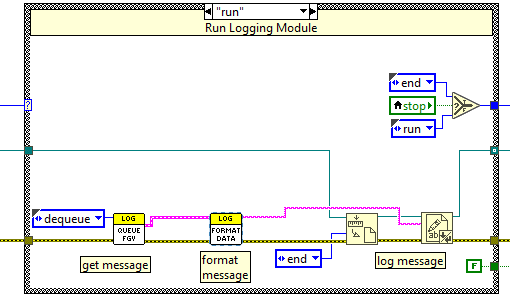 "run"
Run Logging Module
end
stop
run
?
T
F
?
dequeue
LOG
QUEUE
FGV
LOG
FORMAT
DATA
ab
get message
format
message
end
log message
F